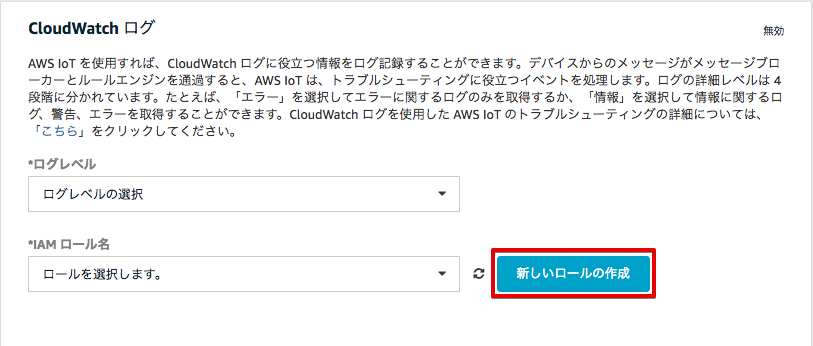 CloudWatch ログ
無効
AWS IoT を使用すれば、CloudWatch ログに役立つ情報をログ記録することができます。デバイスからのメッセージがメッセージブ
ローカーとルールエンジンを通過すると、AWS IoT は、トラブルシューティングに役立つイベントを処理します。ログの詳細レベルは 4
段階に分かれています。たとえば、「エラー」を選択してエラーに関するログのみを取得するか、「情報」を選択して情報に関するロ
グ、警告、エラーを取得することができます。CloudWatch ログを使用した AWS IoT のトラブルシューティングの詳細については、
「こちら」をクリックしてください。
*ログレベル
ログレベルの選択
*IAM ロール名
ロールを選択します。
新しいロールの作成